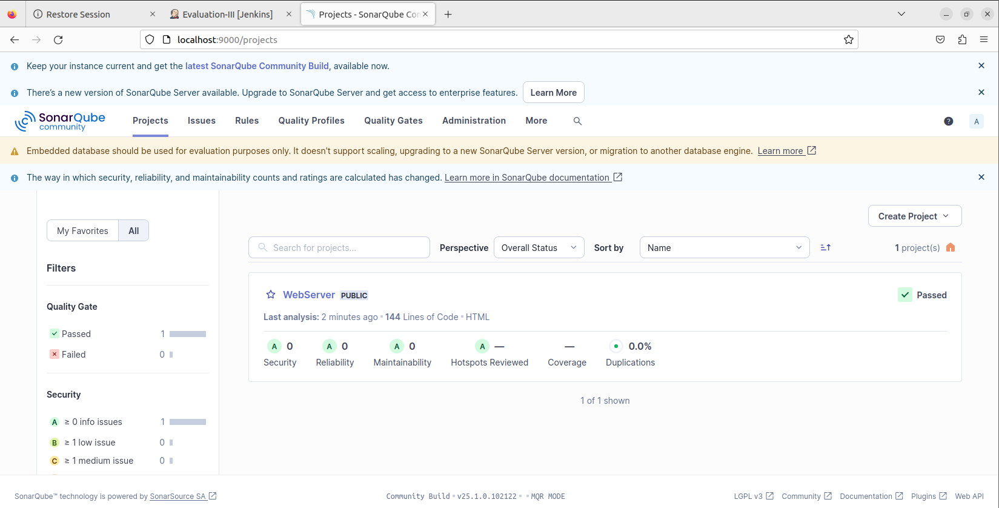 Restore Session
Evaluation-III [Jenkins]
Projects - SonarQube Con
localhost:9000/projects
Keep your instance current and get the latest SonarQube Community Build, available now.
There's a new version of SonarQube Server available. Upgrade to SonarQube Server and get access to enterprise features. Learn More
SonarQube community
Projects Issues Rules Quality Profiles Quality Gates Administration More
A
Embedded database should be used for evaluation purposes only. It doesn't support scaling, upgrading to a new SonarQube Server version, or migration to another database engine. Learn more
The way in which security, reliability, and maintainability counts and ratings are calculated has changed. Learn more in SonarQube documentation
My Favorites All
Filters
Quality Gate
Passed 1
Failed 0
Security
A ≥ 0 info issues 1
B ≥ 1 low issue 0
C ≥ 1 medium issue 0
Create Project
Search for projects...
Perspective Overall Status
Sort by Name
1 project(s)
WebServer PUBLIC
Passed
Last analysis: 2 minutes ago • 144 Lines of Code • HTML
A 0 A 0 A 0 A — — 0.0%
Security Reliability Maintainability Hotspots Reviewed Coverage Duplications
1 of 1 shown
SonarQube™ technology is powered by SonarSource SA
Community Build • v25.1.0.102122 • • MQR MODE
LGPL v3 Community Documentation Plugins Web API